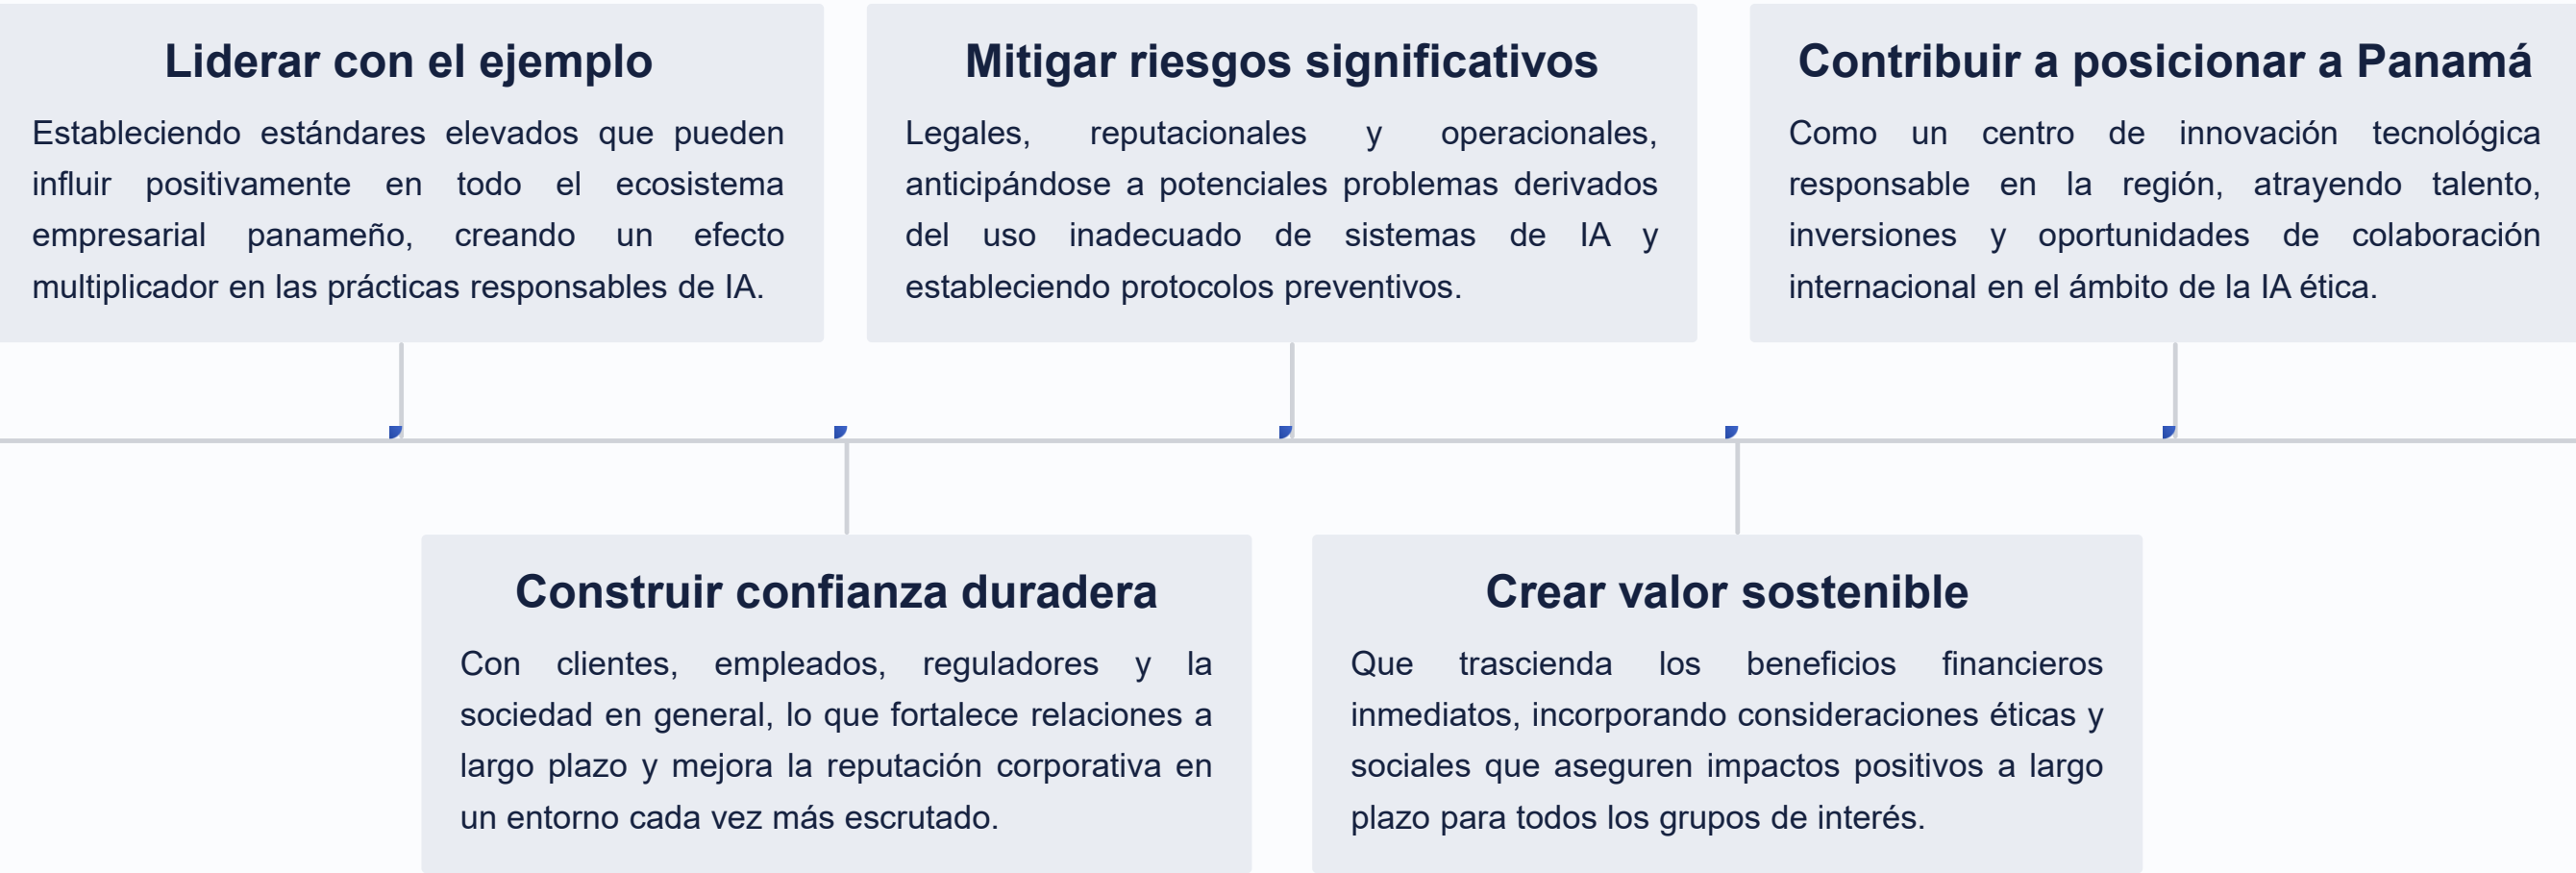 Liderar con el ejemplo
Estableciendo estándares elevados que pueden
influir positivamente en todo el ecosistema
empresarial panameño, creando un efecto
multiplicador en las prácticas responsables de IA.
Mitigar riesgos significativos
Legales, reputacionales y operacionales,
anticipándose a potenciales problemas derivados
del uso inadecuado de sistemas de IA y
estableciendo protocolos preventivos.
Contribuir a posicionar a Panamá
Como un centro de innovación tecnológica
responsable en la región, atrayendo talento,
inversiones y oportunidades de colaboración
internacional en el ámbito de la IA ética.
Construir confianza duradera
Con clientes, empleados, reguladores y la
sociedad en general, lo que fortalece relaciones a
largo plazo y mejora la reputación corporativa en
un entorno cada vez más escrutado.
Crear valor sostenible
Que trascienda los beneficios financieros
inmediatos, incorporando consideraciones éticas y
sociales que aseguren impactos positivos a largo
plazo para todos los grupos de interés.